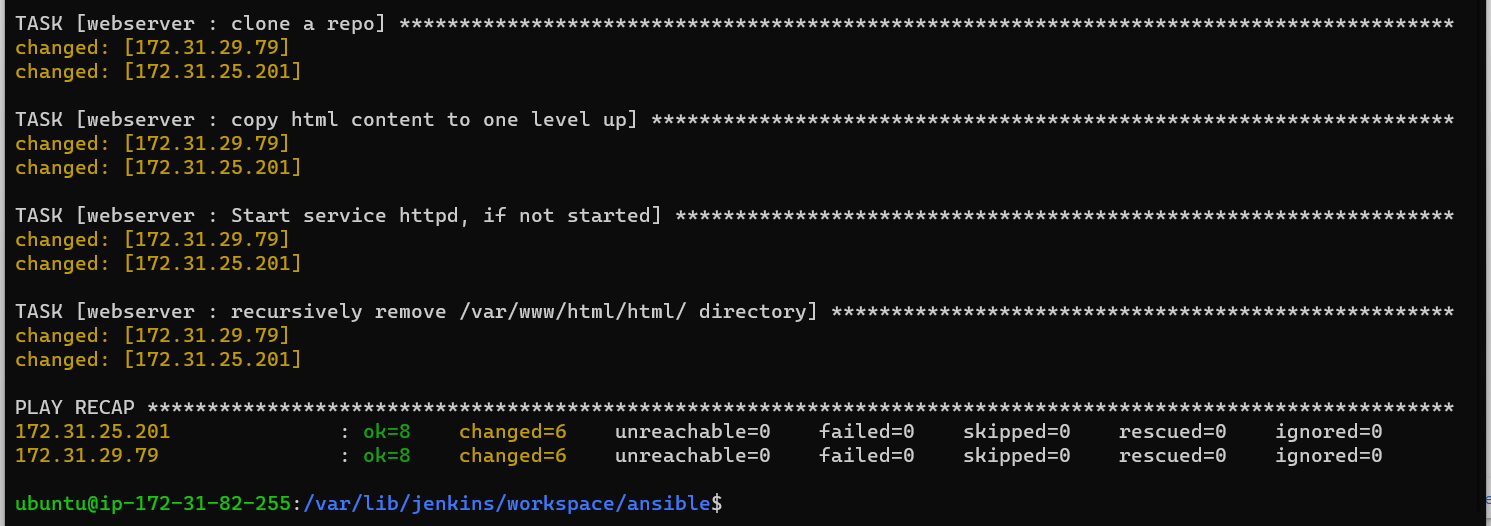 TASK [webserver : clone a repo] ****************************************************************************************
changed: [172.31.29.79]
changed: [172.31.25.201]
TASK [webserver : copy html content to one level up] *******************************************************************
changed: [172.31.29.79]
changed: [172.31.25.201]
TASK [webserver : Start service httpd, if not started] *****************************************************************
changed: [172.31.29.79]
changed: [172.31.25.201]
TASK [webserver : recursively remove /var/www/html/html/ directory] ****************************************************
changed: [172.31.29.79]
changed: [172.31.25.201]
PLAY RECAP *************************************************************************************************************
172.31.25.201              : ok=8    changed=6    unreachable=0    failed=0    skipped=0    rescued=0    ignored=0
172.31.29.79               : ok=8    changed=6    unreachable=0    failed=0    skipped=0    rescued=0    ignored=0
ubuntu@ip-172-31-82-255:/var/lib/jenkins/workspace/ansible$